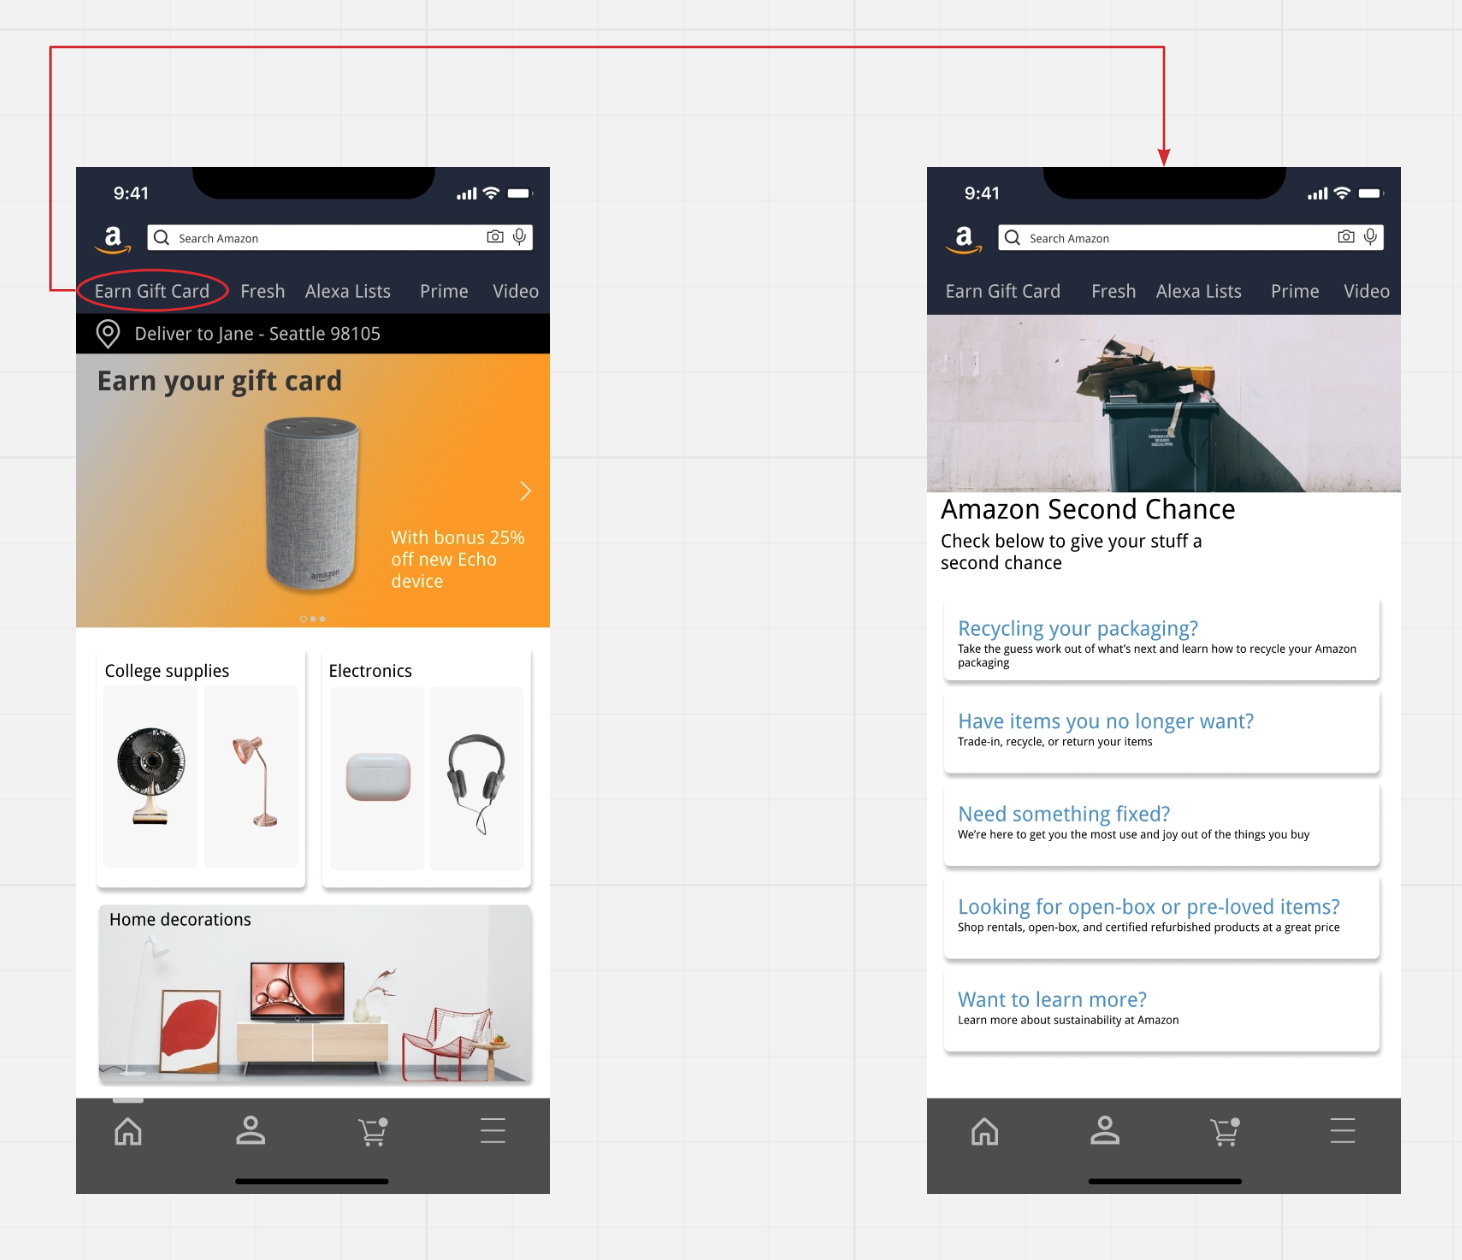 9:41
a
Search Amazon
Earn Gift Card Fresh Alexa Lists Prime Video
Deliver to Jane - Seattle 98105
Earn your gift card
amazon
With bonus 25%
off new Echo
device
College supplies
Electronics
Home decorations
9:41
a
Search Amazon
Earn Gift Card Fresh Alexa Lists Prime Video
Amazon Second Chance
Check below to give your stuff a
second chance
Recycling your packaging?
Take the guess work out of what's next and learn how to recycle your Amazon
packaging
Have items you no longer want?
Trade-in, recycle, or return your items
Need something fixed?
We're here to get you the most use and joy out of the things you buy
Looking for open-box or pre-loved items?
Shop rentals, open-box, and certified refurbished products at a great price
Want to learn more?
Learn more about sustainability at Amazon